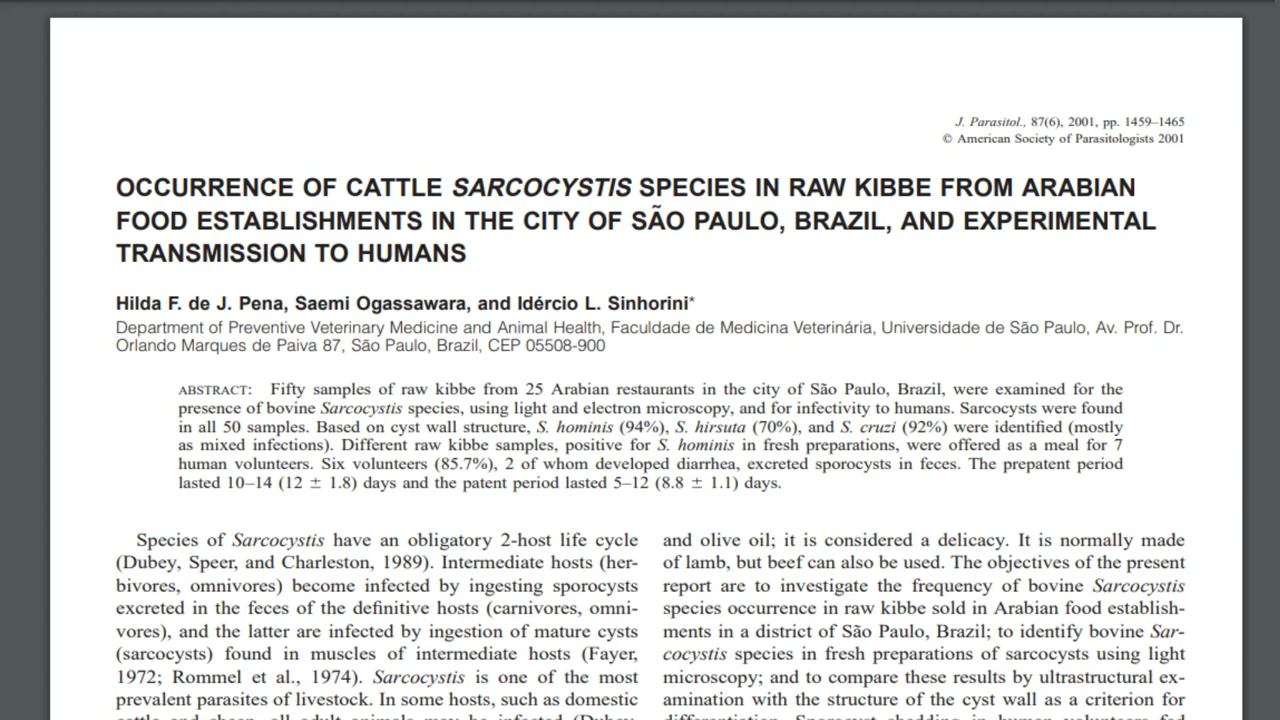 J. Parasitol., 87(6), 2001, pp. 1459–1465
© American Society of Parasitologists 2001
OCCURRENCE OF CATTLE SARCOCYSTIS SPECIES IN RAW KIBBE FROM ARABIAN
FOOD ESTABLISHMENTS IN THE CITY OF SÃO PAULO, BRAZIL, AND EXPERIMENTAL
TRANSMISSION TO HUMANS
Hilda F. de J. Pena, Saemi Ogassawara, and Idércio L. Sinhorini*
Department of Preventive Veterinary Medicine and Animal Health, Faculdade de Medicina Veterinária, Universidade de São Paulo, Av. Prof. Dr.
Orlando Marques de Paiva 87, São Paulo, Brazil, CEP 05508-900
ABSTRACT: Fifty samples of raw kibbe from 25 Arabian restaurants in the city of São Paulo, Brazil, were examined for the
presence of bovine Sarcocystis species, using light and electron microscopy, and for infectivity to humans. Sarcocysts were found
in all 50 samples. Based on cyst wall structure, S. hominis (94%), S. hirsuta (70%), and S. cruzi (92%) were identified (mostly
as mixed infections). Different raw kibbe samples, positive for S. hominis in fresh preparations, were offered as a meal for 7
human volunteers. Six volunteers (85.7%), 2 of whom developed diarrhea, excreted sporocysts in feces. The prepatent period
lasted 10–14 (12 ± 1.8) days and the patent period lasted 5–12 (8.8 ± 1.1) days.
Species of Sarcocystis have an obligatory 2-host life cycle
(Dubey, Speer, and Charleston, 1989). Intermediate hosts (her-
bivores, omnivores) become infected by ingesting sporocysts
excreted in the feces of the definitive hosts (carnivores, omni-
vores), and the latter are infected by ingestion of mature cysts
(sarcocysts) found in muscles of intermediate hosts (Fayer,
1972; Rommel et al., 1974). Sarcocystis is one of the most
prevalent parasites of livestock. In some hosts, such as domestic
cattle and sheep, all adult animals may be infected (Dubey,
and olive oil; it is considered a delicacy. It is normally made
of lamb, but beef can also be used. The objectives of the present
report are to investigate the frequency of bovine Sarcocystis
species occurrence in raw kibbe sold in Arabian food establish-
ments in a district of São Paulo, Brazil; to identify bovine Sar-
cocystis species in fresh preparations of sarcocysts using light
microscopy; and to compare these results by ultrastructural ex-
amination with the structure of the cyst wall as a criterion for
differentiation. Sporocyst shedding in human volunteers fed